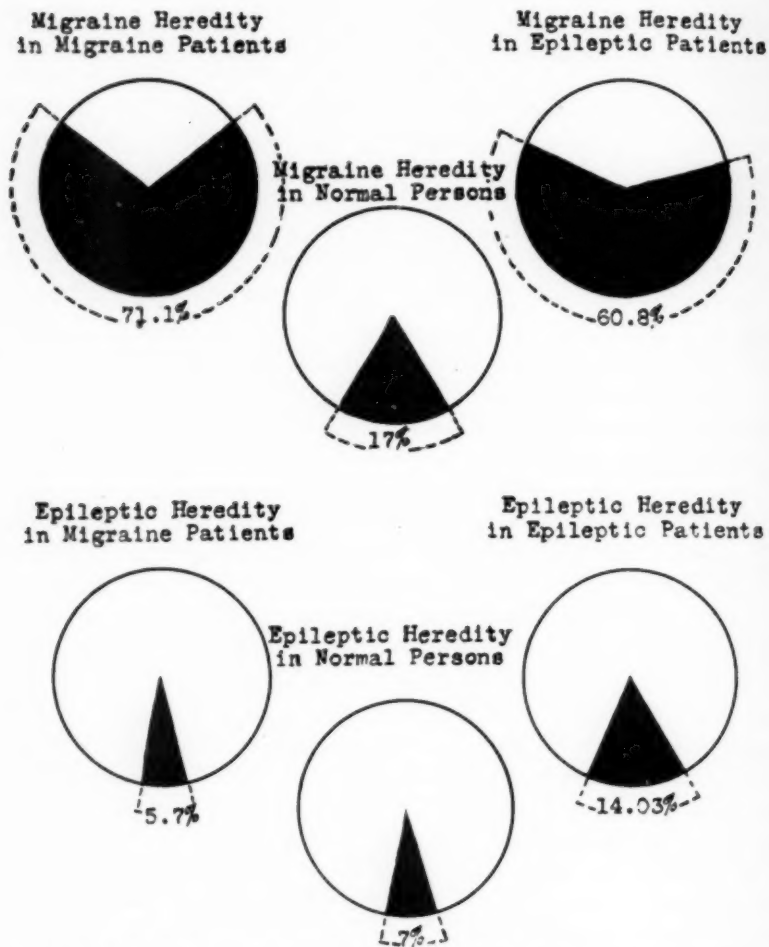 Migraine Heredity
in Migraine Patients
Migraine Heredity
in Epileptic Patients
Migraine Heredity
in Normal Persons
71.1%
60.8%
17%
Epileptic Heredity
in Migraine Patients
Epileptic Heredity
in Epileptic Patients
Epileptic Heredity
in Normal Persons
5.7%
14.03%
7%